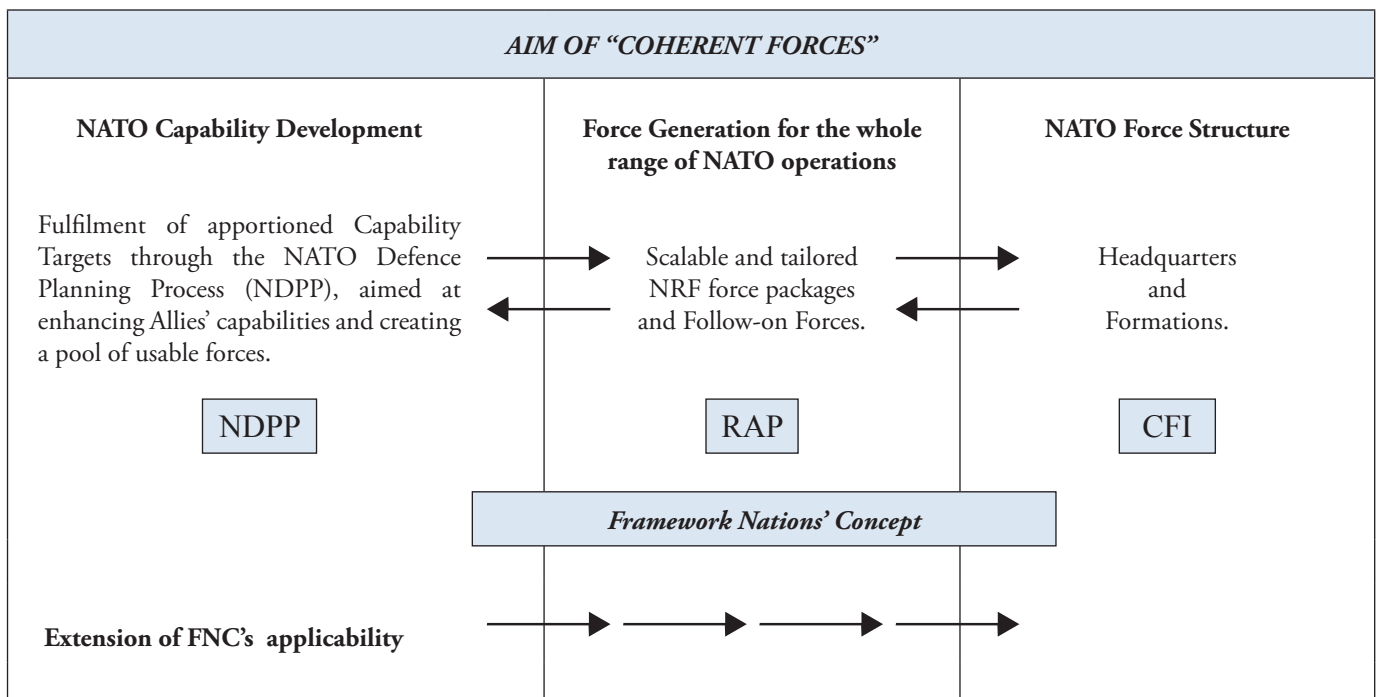 AIM OF “COHERENT FORCES”
NATO Capability Development
Fulfilment of apportioned Capability
Targets through the NATO Defence
Planning Process (NDPP), aimed at
enhancing Allies’ capabilities and creating
a pool of usable forces.
NDPP
Force Generation for the whole
range of NATO operations
Scalable and tailored
NRF force packages
and Follow-on Forces.
RAP
NATO Force Structure
Headquarters
and
Formations.
CFI
Framework Nations’ Concept
Extension of FNC’s applicability